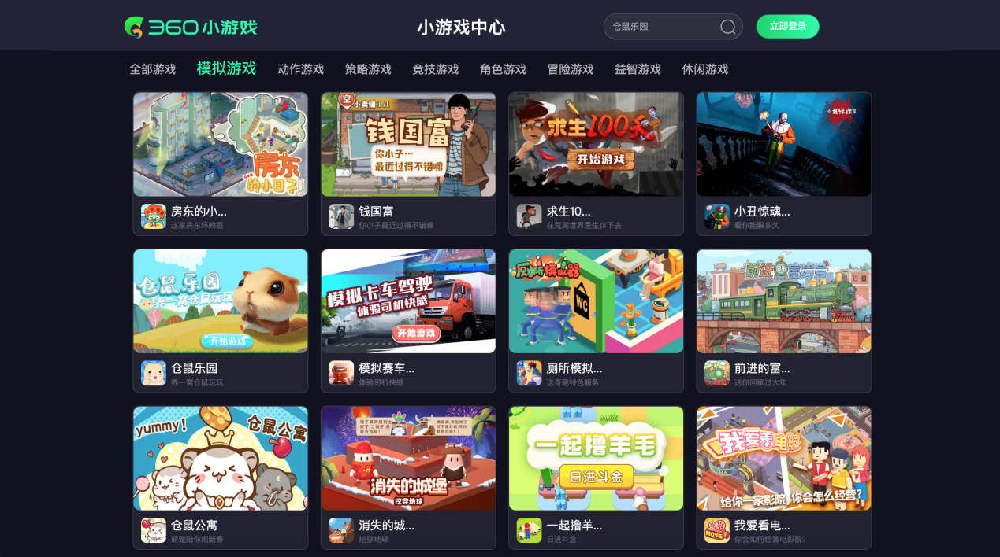 360小游戏
小游戏中心
仓鼠乐园
立即登录
全部游戏
模拟游戏
动作游戏
策略游戏
竞技游戏
角色游戏
冒险游戏
益智游戏
休闲游戏
房东
的小日子!
房东的小...
这家房东坏的很
空
小卖铺 1/1
钱国富
你小子…
最近过得不错嘛
钱国富
你小子最近过得不错嘛
求生100天
开始游戏
求生10...
在荒芜世界里生存下去
小丑惊魂...
看你能躲多久
仓鼠乐园
养一窝仓鼠玩玩
开始游戏
仓鼠乐园
养一窝仓鼠玩玩
模拟卡车驾驶
体验司机快感
开始游戏
模拟赛车...
体验司机快感
厕所模拟器
WC
厕所模拟...
送奇葩特色服务
前进的富...
送你回家过大年
yummy!
仓鼠公寓
仓鼠公寓
萌宠陪你闹新春
消失的城堡
挖穿地球
消失的城...
挖穿地球
MAX
一起撸羊毛
日进斗金
一起撸羊...
日进斗金
我爱看电影
给你一家影院 你会怎么经营?
MOVIE
我爱看电...
你会如何经营电影院?